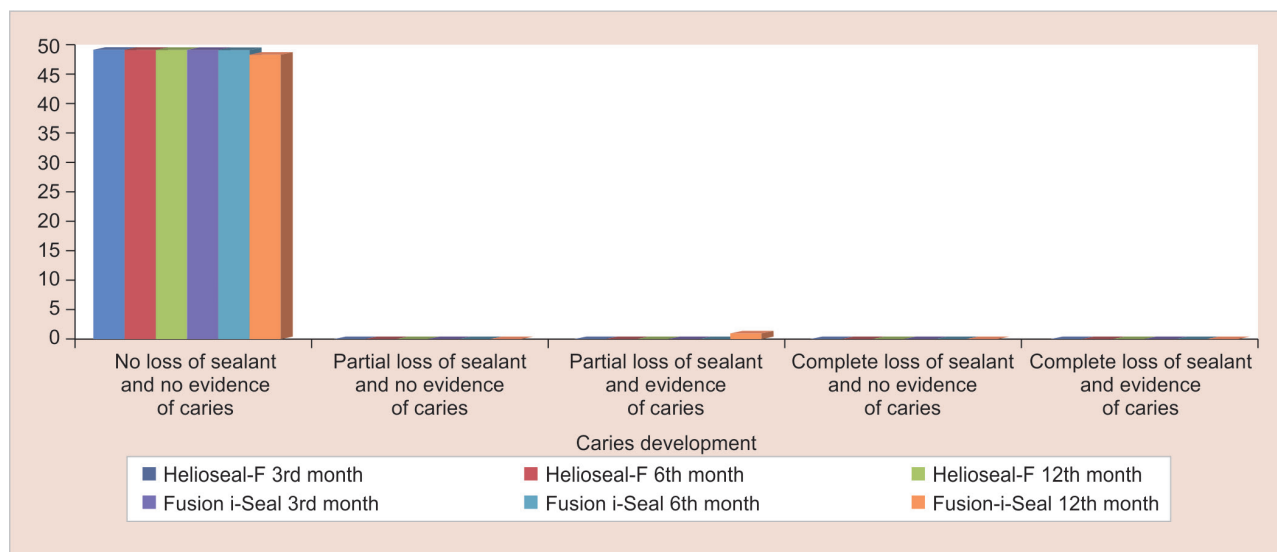 50
45
40
35
30
25
20
15
10
5
0
No loss of sealant and no evidence of caries
Partial loss of sealant and no evidence of caries
Partial loss of sealant and evidence of caries
Complete loss of sealant and no evidence of caries
Complete loss of sealant and evidence of caries
Caries development
Helioseal-F 3rd month
Helioseal-F 6th month
Helioseal-F 12th month
Fusion i-Seal 3rd month
Fusion i-Seal 6th month
Fusion-i-Seal 12th month